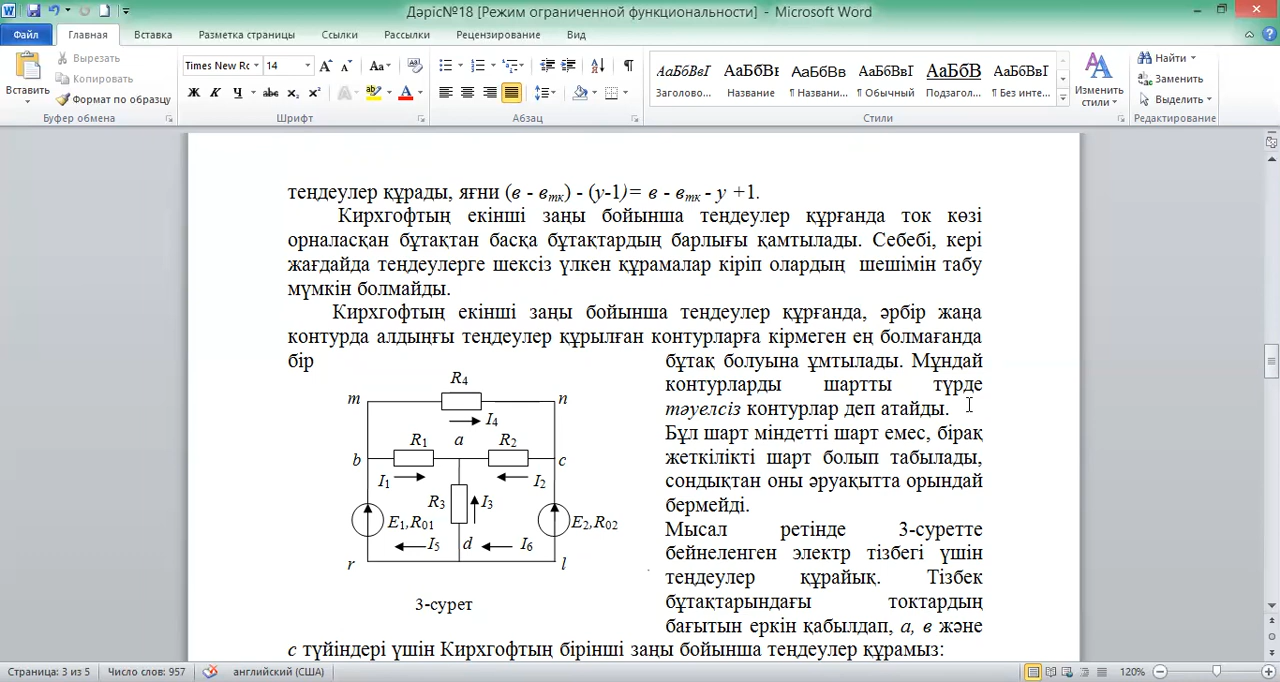 Дәріс№18 [Режим ограниченной функциональности] - Microsoft Word
Файл Главная Вставка Разметка страницы Ссылки Рассылки Рецензирование Вид
Вставить
Вырезать
Копировать
Формат по образцу
Буфер обмена
Times New Rc 14
Ж К Ч abc x₂ x²
Шрифт
Абзац
АаБбВвІ АаБбВı АаБбВв АаБбВвІ АаБбВ АаБбВвІ
Заголово... Название ¶ Названи... ¶ Обычный Подзагол... ¶ Без инте...
Стили
Изменить стили
Найти
Заменить
Выделить
Редактирование
теңдеулер құрады, яғни (в - втк) - (у-1)= в - втк - у +1.
Кирхгофтың екінші заңы бойынша теңдеулер құрғанда ток көзі
орналасқан бұтақтан басқа бұтақтардың барлығы қамтылады. Себебі, кері
жағдайда теңдеулерге шексіз үлкен құрамалар кіріп олардың шешімін табу
мүмкін болмайды.
Кирхгофтың екінші заңы бойынша теңдеулер құрғанда, әрбір жаңа
контурда алдыңғы теңдеулер құрылған контурларға кірмеген ең болмағанда
бір бұтақ болуына ұмтылады. Мұндай
контурларды шартты түрде
тәуелсіз контурлар деп атайды.
Бұл шарт міндетті шарт емес, бірақ
жеткілікті шарт болып табылады,
сондықтан оны әруақытта орындай
бермейді.
Мысал ретінде 3-суретте
бейнеленген электр тізбегі үшін
теңдеулер құрайық. Тізбек
бұтақтарындағы токтардың
бағытын еркін қабылдап, а, в және
R4
m n
I4
R1 a R2
b c
I1 I2
R3 I3
E1,R01 E2,R02
I5 d I6
r l
3-сурет
с түйіндері үшін Кирхгофтың бірінші заңы бойынша теңдеулер құрамыз:
Страница: 3 из 5 Число слов: 957 английский (США) 120%